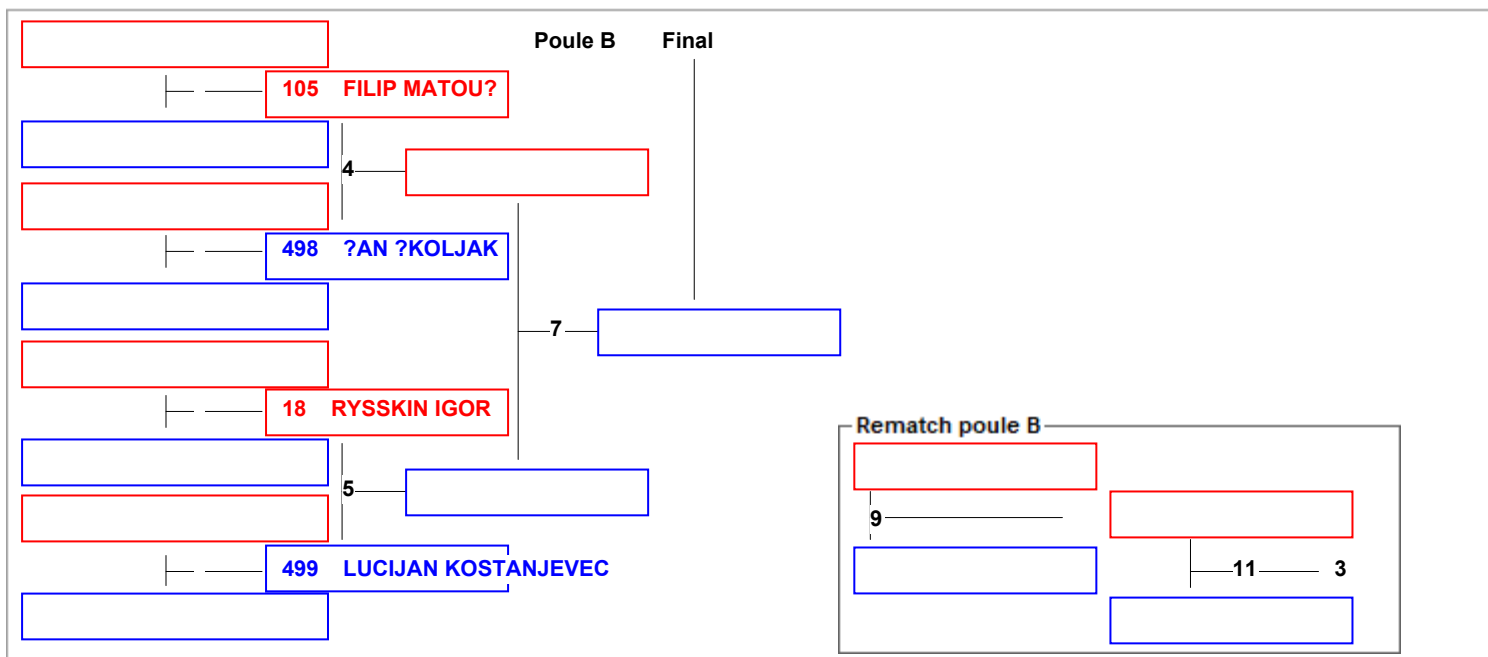 Poule B Final
105 FILIP MATOU?
4
498 ?AN ?KOLJAK
7
18 RYSSKIN IGOR
5
499 LUCIJAN KOSTANJEVEC
Rematch poule B
9
11 3